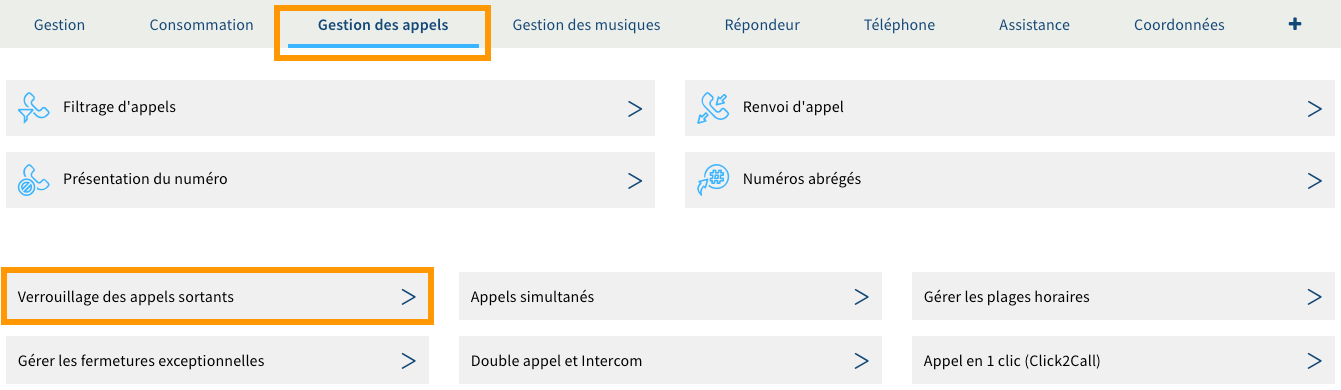 Gestion Consommation Gestion des appels Gestion des musiques Répondeur Téléphone Assistance Coordonnées +
Filtrage d'appels Renvoi d'appel
Présentation du numéro Numéros abrégés
Verrouillage des appels sortants Appels simultanés Gérer les plages horaires
Gérer les fermetures exceptionnelles Double appel et Intercom Appel en 1 clic (Click2Call)